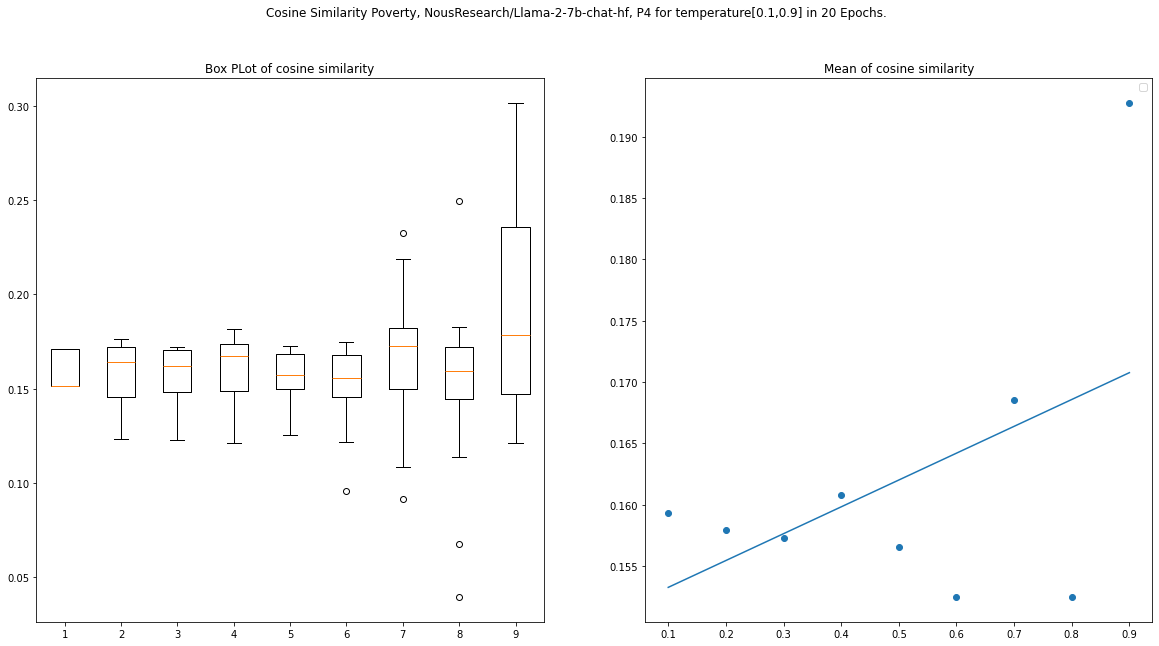 Cosine Similarity Poverty, NousResearch/Llama-2-7b-chat-hf, P4 for temperature[0.1,0.9] in 20 Epochs.
Box PLot of cosine similarity
0.30
0.25
0.20
0.15
0.10
0.05
1 2 3 4 5 6 7 8 9
Mean of cosine similarity
0.190
0.185
0.180
0.175
0.170
0.165
0.160
0.155
0.1 0.2 0.3 0.4 0.5 0.6 0.7 0.8 0.9